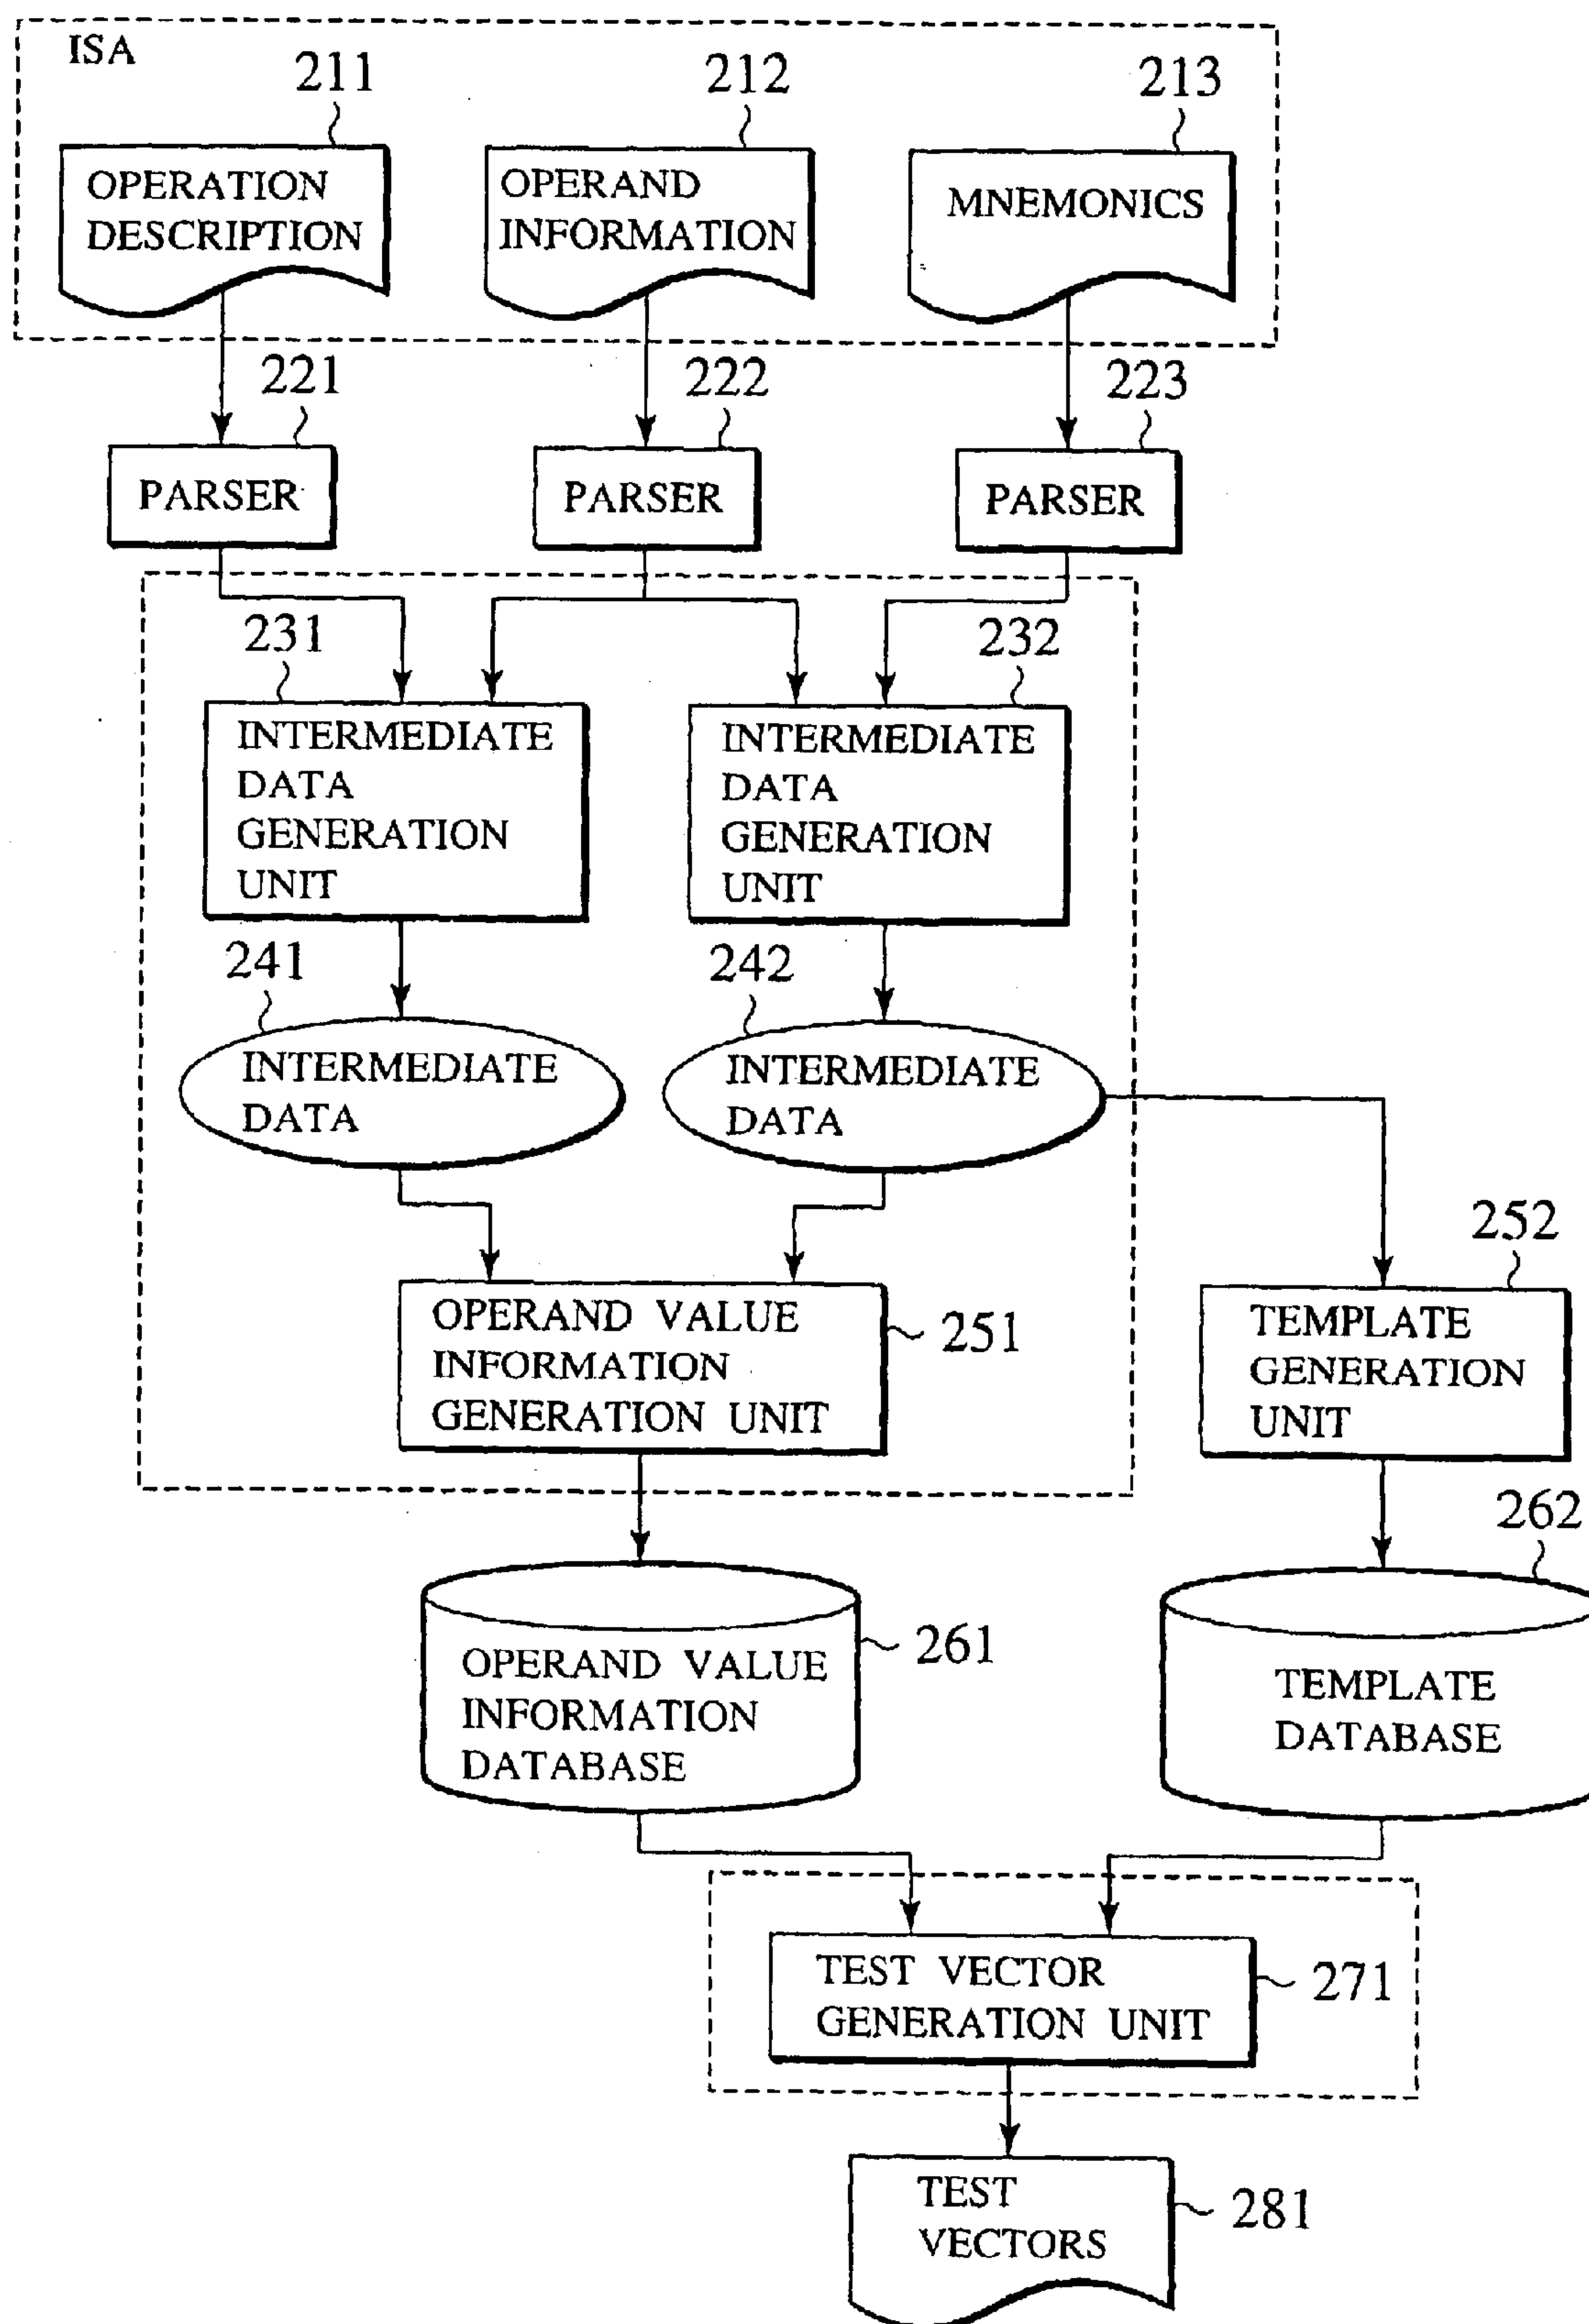 ISA
211
212
213
OPERATION
DESCRIPTION
OPERAND
INFORMATION
MNEMONICS
221
222
223
PARSER
PARSER
PARSER
231
232
INTERMEDIATE
DATA
GENERATION
UNIT
INTERMEDIATE
DATA
GENERATION
UNIT
241
242
INTERMEDIATE
DATA
INTERMEDIATE
DATA
252
OPERAND VALUE
INFORMATION
GENERATION UNIT
251
TEMPLATE
GENERATION
UNIT
262
OPERAND VALUE
INFORMATION
DATABASE
261
TEMPLATE
DATABASE
TEST VECTOR
GENERATION UNIT
271
TEST
VECTORS
281